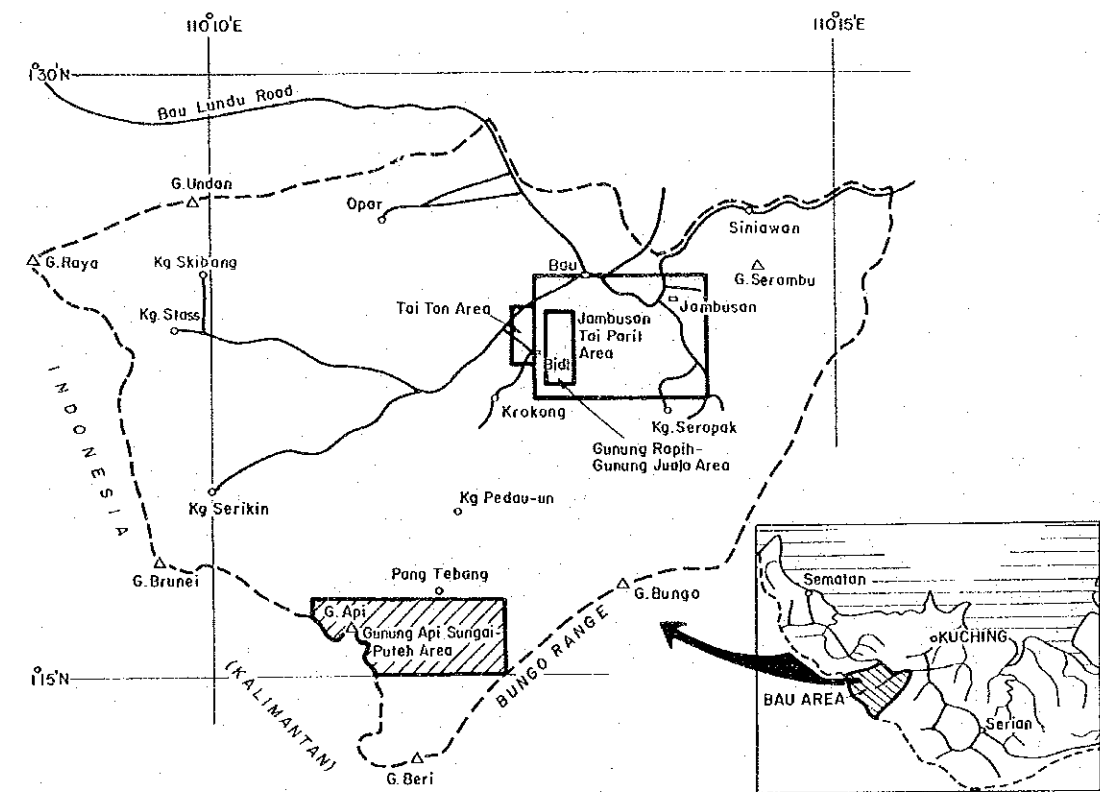 110°10'E
110°15'E
1°30'N
Bau Lundu Road
G.Undan
Opar
Siniawan
G.Raya
Kg Skibang
Bau
G.Serambu
Tai Ton Area
Jambusan
Kg. Stass
Jambusan
Tai Parit
Area
Bidi
INDONESIA
Krokong
Kg.Seropak
Gunung Rapih-
Gunung Juala Area
Kg Serikin
Kg Pedau-un
G.Brunei
Pang Tebang
G.Bungo
G. Api
Gunung Api Sungai-
Puteh Area
BUNGO RANGE
1°15'N
(KALIMANTAN)
G.Beri
Sematan
KUCHING
BAU AREA
Serian